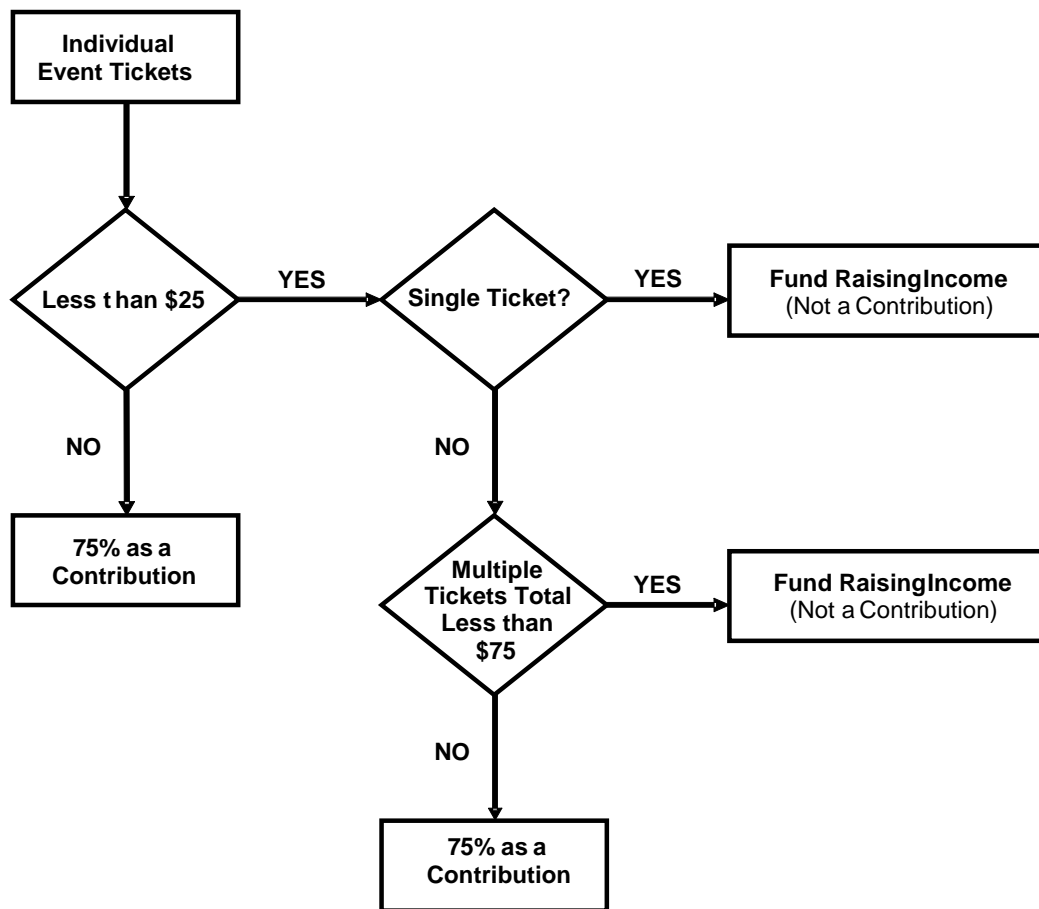 Individual
Event Tickets
Less than $25
YES
Single Ticket?
YES
Fund RaisingIncome
(Not a Contribution)
NO
NO
75% as a
Contribution
Multiple
Tickets Total
Less than
$75
YES
Fund RaisingIncome
(Not a Contribution)
NO
75% as a
Contribution